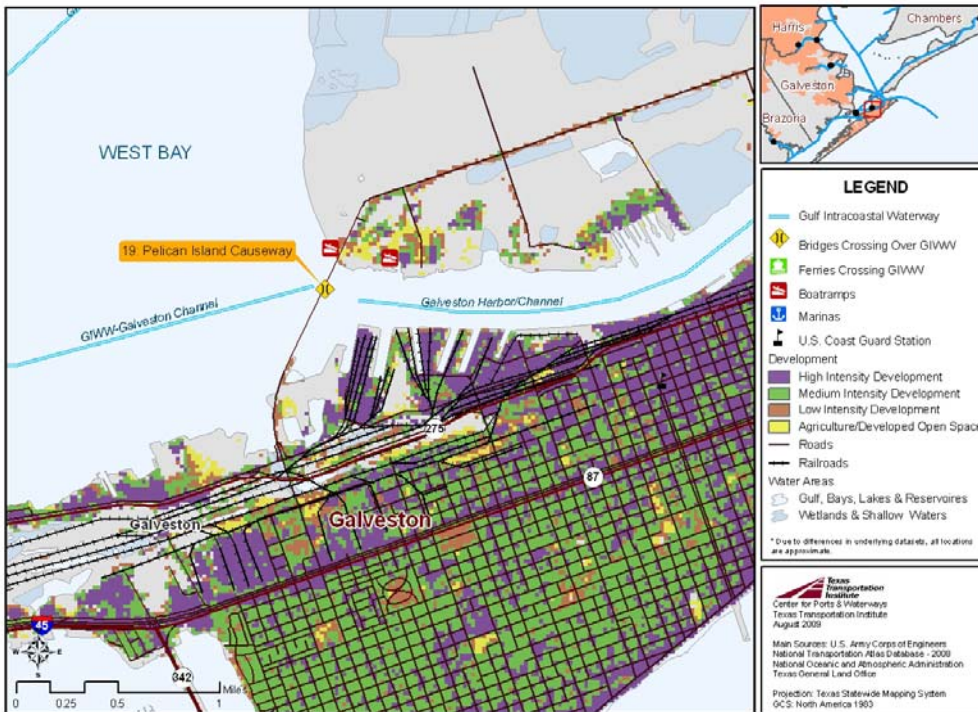 WEST BAY
19. Pelican Island Causeway
GIWW-Galveston Channel
Galveston Harbor/Channel
275
87
Galveston
Galveston
45
342
N
W
E
S
Miles
0
0.25
0.5
1
Harris
Chambers
Galveston
Brazoria
LEGEND
Gulf Intracoastal Waterway
Bridges Crossing Over GIWW
Ferries Crossing GIWW
Boatramps
Marinas
U.S. Coast Guard Station
Development
High Intensity Development
Medium Intensity Development
Low Intensity Development
Agriculture/Developed Open Space
Roads
Railroads
Water Areas
Gulf, Bays, Lakes & Reservoires
Wetlands & Shallow Waters
* Due to differences in underlying datasets, all locations
are approximate.
Texas
Transportation
Institute
Center for Ports & Waterways
Texas Transportation Institute
August 2009
Main Sources: U.S. Army Corps of Engineers
National Transportation Atlas Database - 2008
National Oceanic and Atmospheric Administration
Texas General Land Office
Projection: Texas Statewide Mapping System
GCS: North America 1983